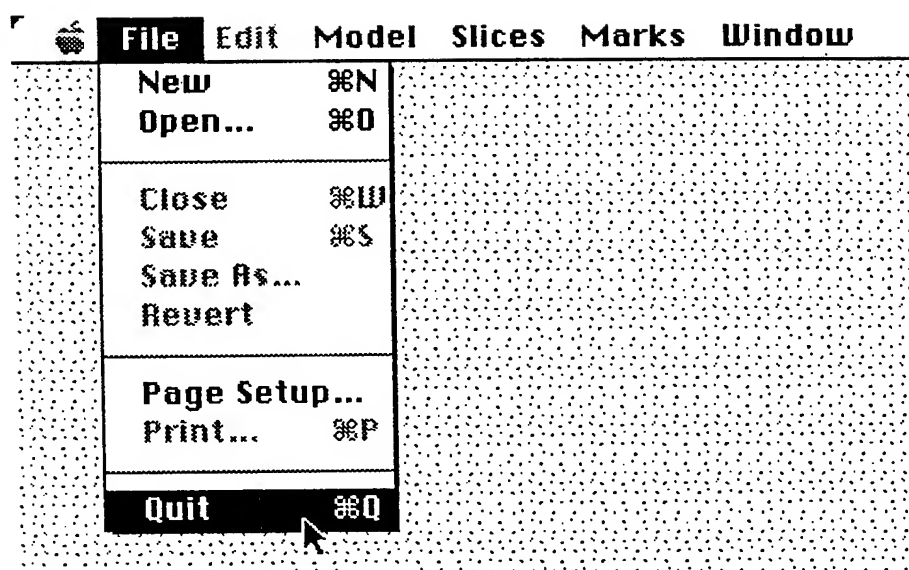 File Edit Model Slices Marks Window
New ⌘N
Open... ⌘O
Close ⌘W
Save ⌘S
Save As...
Revert
Page Setup...
Print... ⌘P
Quit ⌘Q